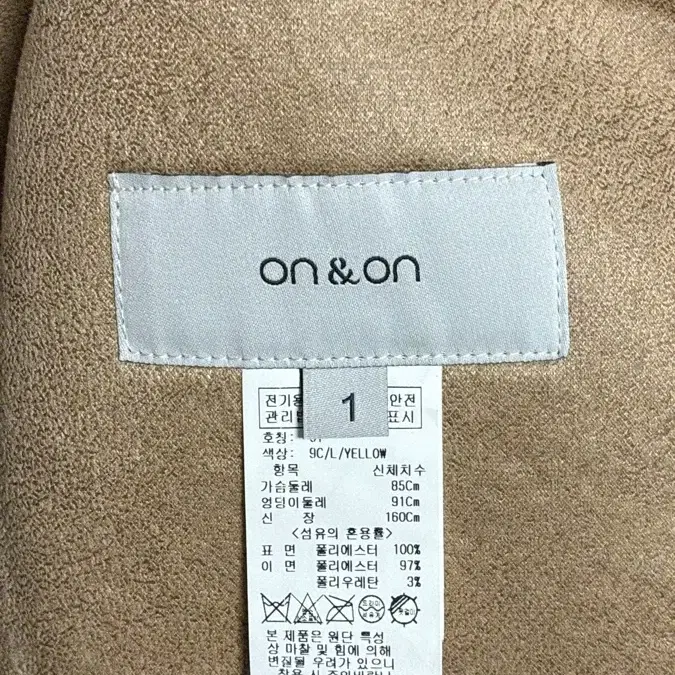 on&on
1
전기용 안전
관리법 표시
호칭:
색상: 9C/L/YELLOW
항목 신체치수
가슴둘레 85Cm
엉덩이둘레 91Cm
신 장 160Cm
<섬유의 혼용률>
표 면 폴리에스터 100%
이 면 폴리에스터 97%
폴리우레탄 3%
본 제품은 원단 특성
상 마찰 및 힘에 의해
변질될 우려가 있으니